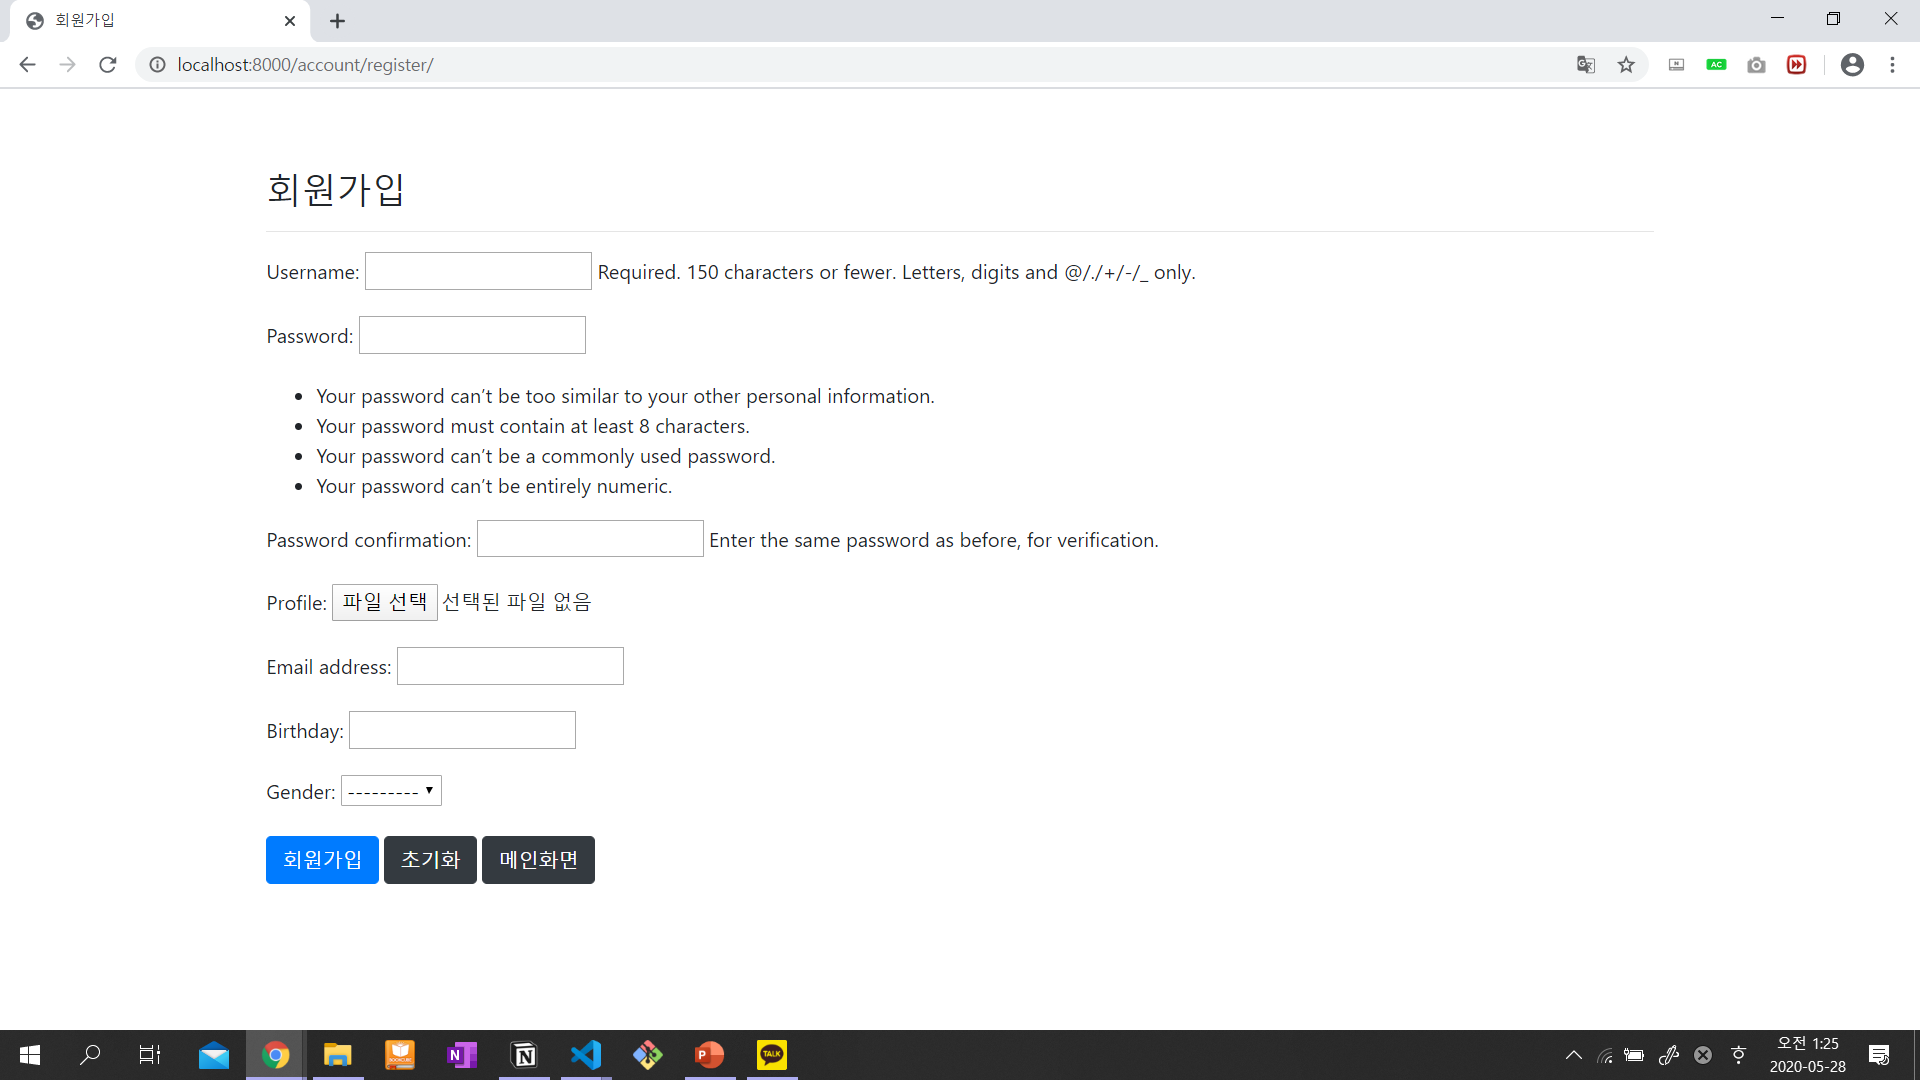 회원가입
localhost:8000/account/register/
AC
회원가입
Username: Required. 150 characters or fewer. Letters, digits and @/./+/-/_ only.
Password:
Your password can’t be too similar to your other personal information.
Your password must contain at least 8 characters.
Your password can’t be a commonly used password.
Your password can’t be entirely numeric.
Password confirmation: Enter the same password as before, for verification.
Profile: 파일 선택 선택된 파일 없음
Email address:
Birthday:
Gender: ---------
회원가입 초기화 메인화면
N N P TALK
오전 1:25
2020-05-28